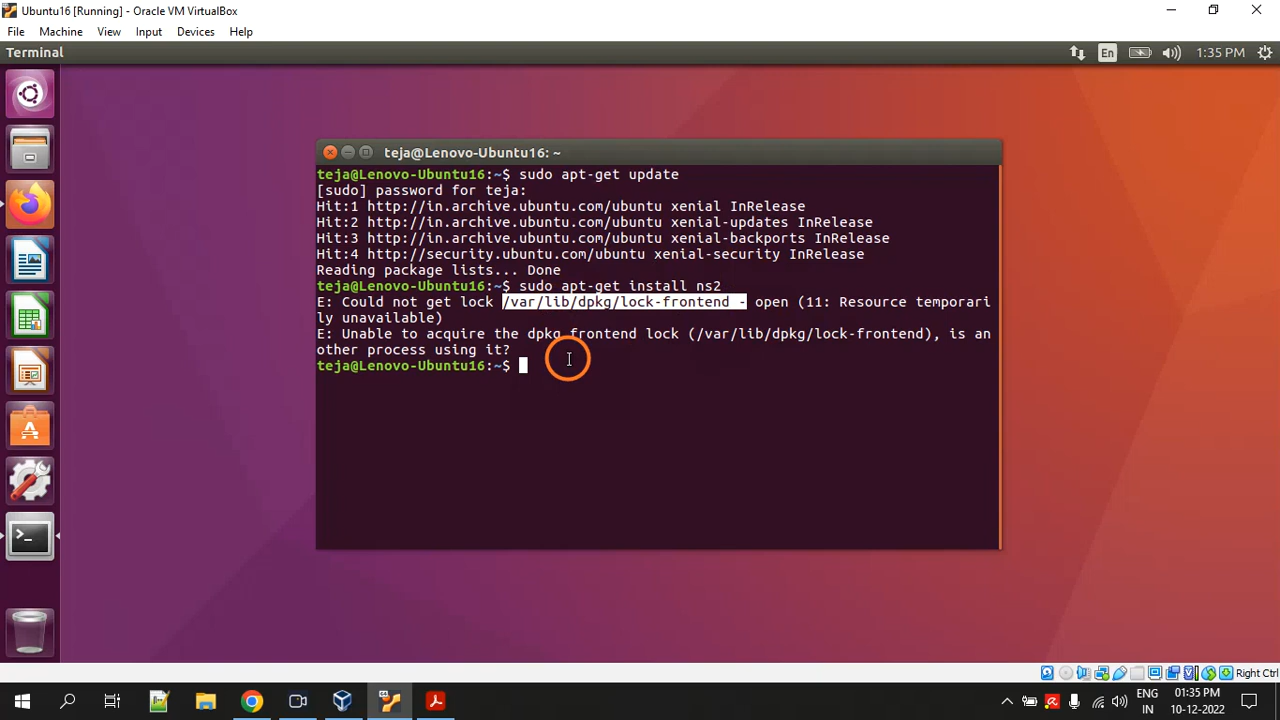 Ubuntu16 [Running] - Oracle VM VirtualBox
File Machine View Input Devices Help
Terminal
En
1:35 PM
teja@Lenovo-Ubuntu16: ~
teja@Lenovo-Ubuntu16:~$ sudo apt-get update
[sudo] password for teja:
Hit:1 http://in.archive.ubuntu.com/ubuntu xenial InRelease
Hit:2 http://in.archive.ubuntu.com/ubuntu xenial-updates InRelease
Hit:3 http://in.archive.ubuntu.com/ubuntu xenial-backports InRelease
Hit:4 http://security.ubuntu.com/ubuntu xenial-security InRelease
Reading package lists... Done
teja@Lenovo-Ubuntu16:~$ sudo apt-get install ns2
E: Could not get lock /var/lib/dpkg/lock-frontend - open (11: Resource temporari
ly unavailable)
E: Unable to acquire the dpkg frontend lock (/var/lib/dpkg/lock-frontend), is an
other process using it?
teja@Lenovo-Ubuntu16:~$
Right Ctrl
ENG
IN
01:35 PM
10-12-2022